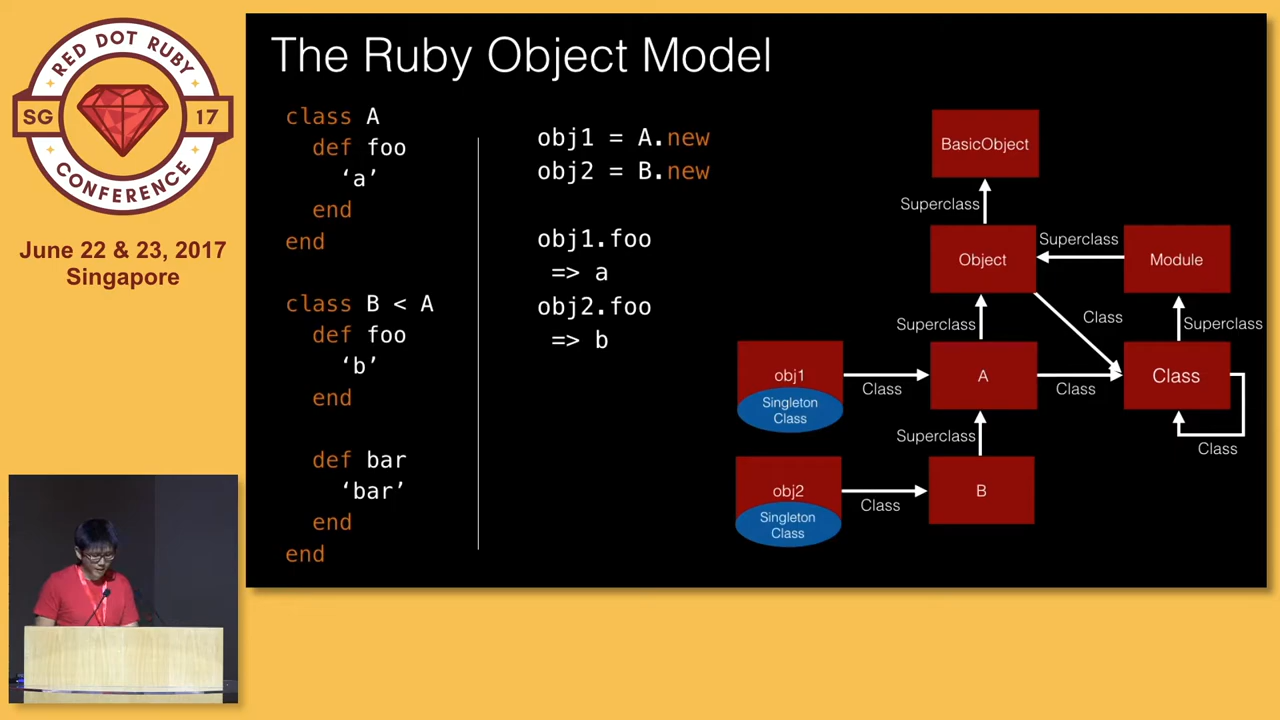 RED DOT RUBY
SG 17
CONFERENCE
June 22 & 23, 2017
Singapore
The Ruby Object Model
class A
def foo
‘a’
end
end
class B < A
def foo
‘b’
end
def bar
‘bar’
end
end
obj1 = A.new
obj2 = B.new
obj1.foo
=> a
obj2.foo
=> b
BasicObject
Superclass
Object
Superclass
Module
Superclass
Class
Superclass
obj1
Singleton
Class
Class
A
Class
Class
Class
Superclass
obj2
Singleton
Class
Class
B